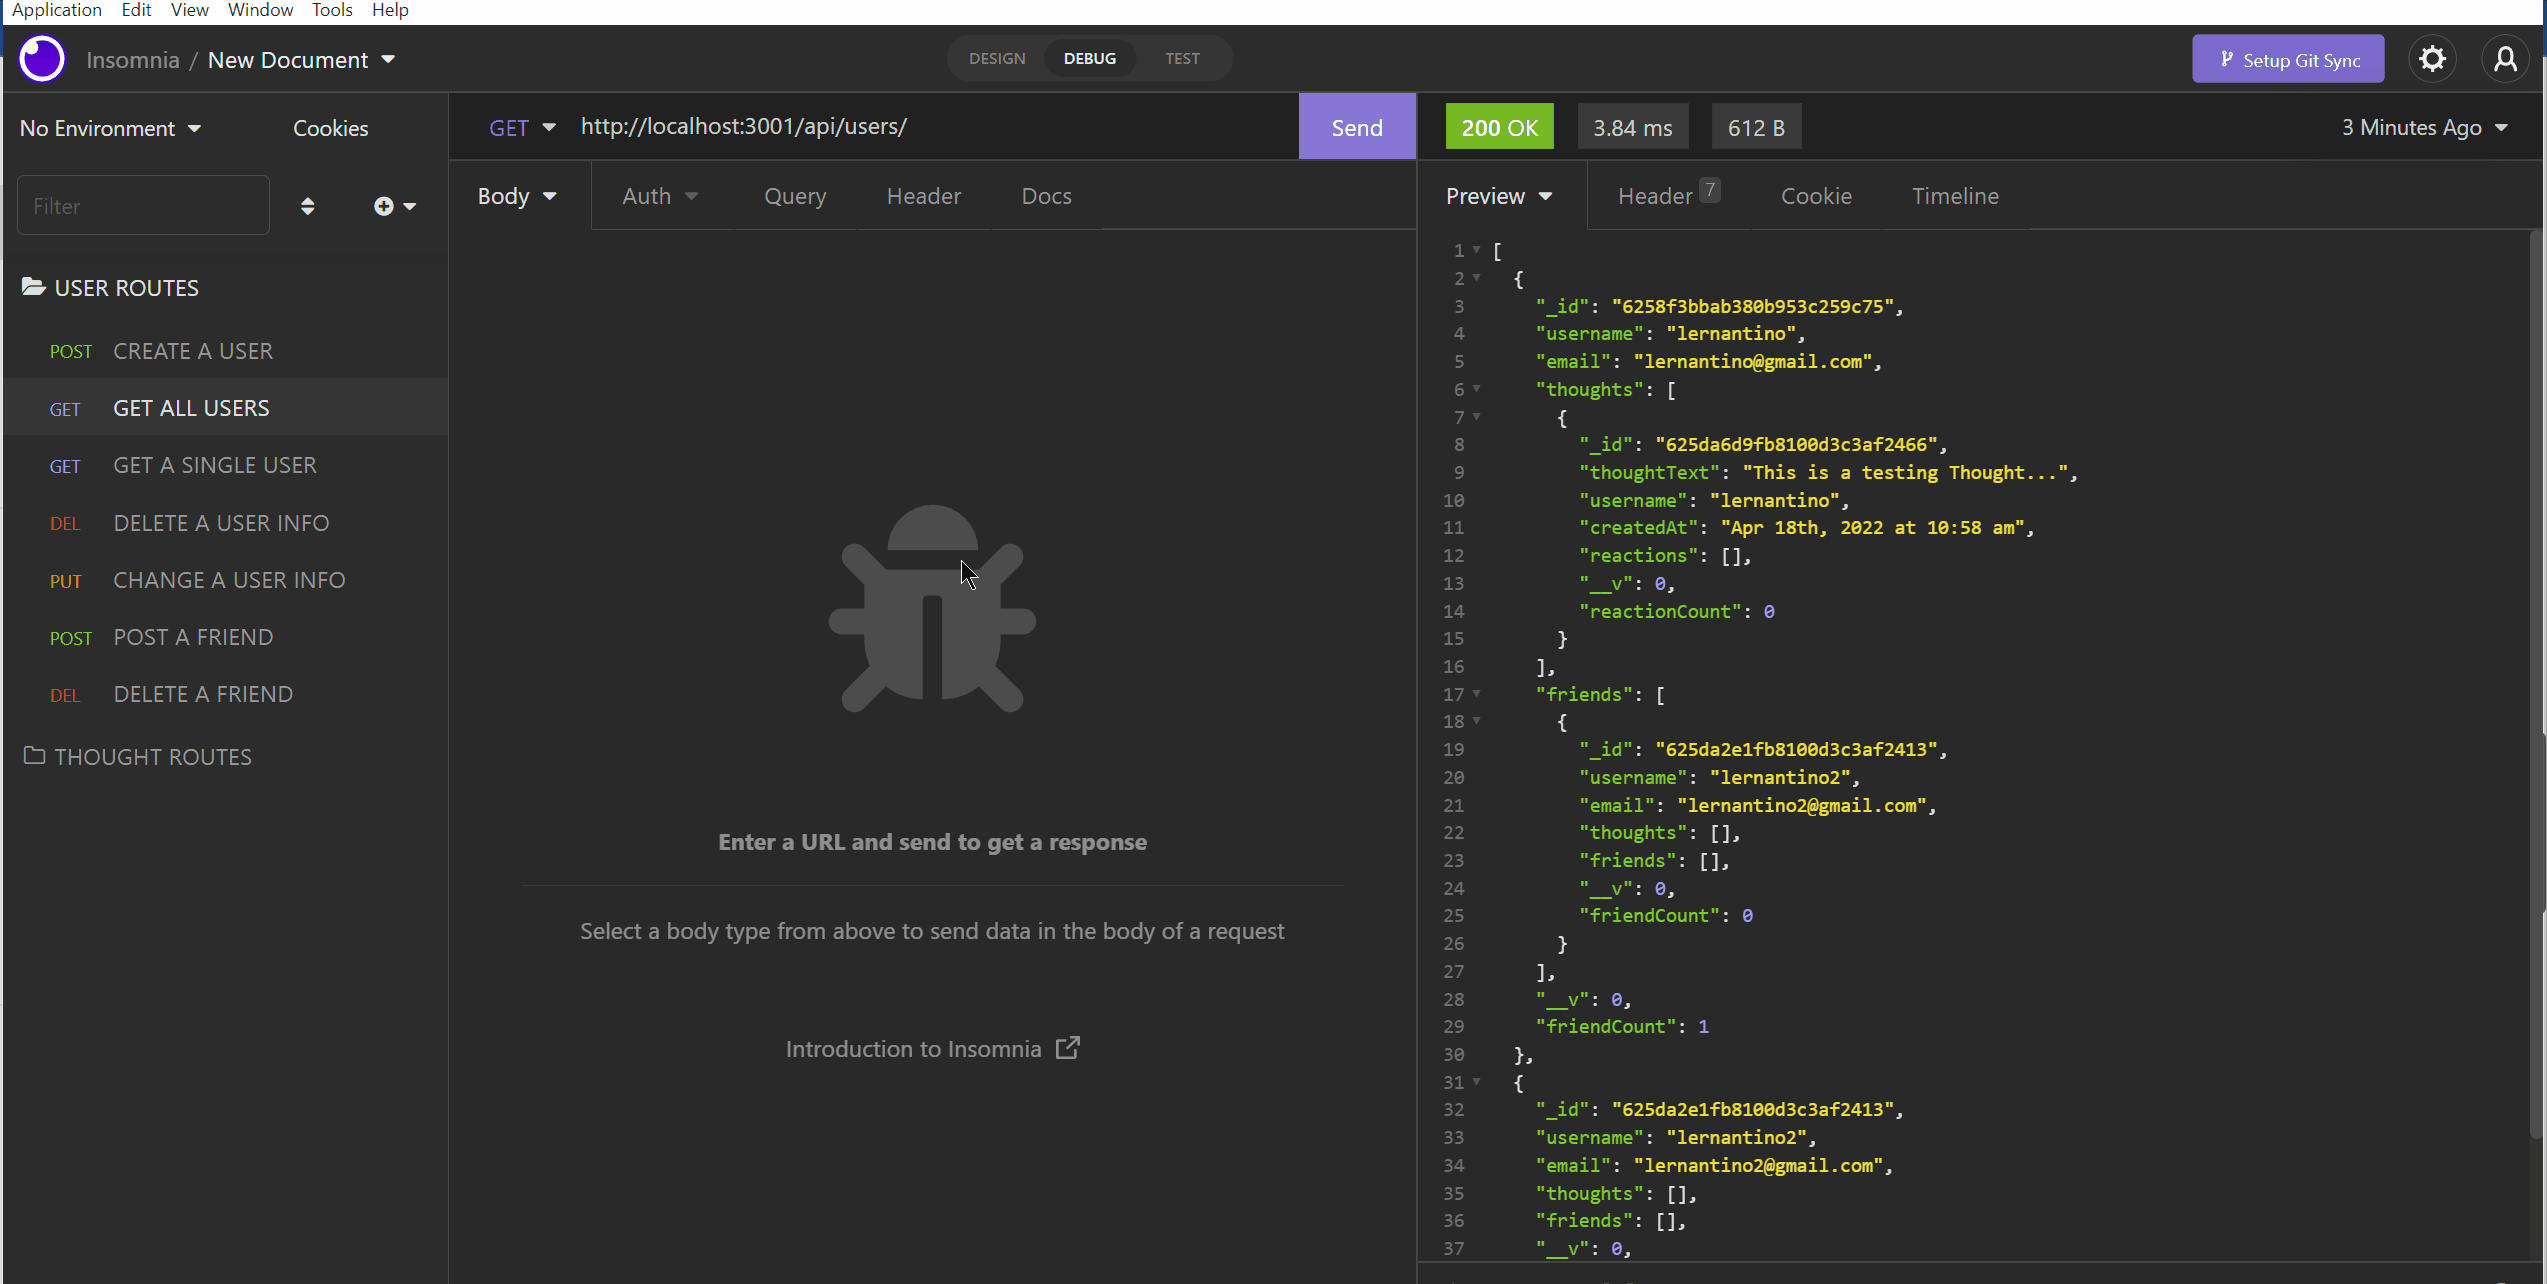 Application Edit View Window Tools Help
Insomnia / New Document
DESIGN DEBUG TEST
Setup Git Sync
No Environment Cookies
GET http://localhost:3001/api/users/ Send
200 OK 3.84 ms 612 B 3 Minutes Ago
Filter
Body Auth Query Header Docs
Preview Header 7 Cookie Timeline
USER ROUTES
POST CREATE A USER
GET GET ALL USERS
GET GET A SINGLE USER
DEL DELETE A USER INFO
PUT CHANGE A USER INFO
POST POST A FRIEND
DEL DELETE A FRIEND
THOUGHT ROUTES
Enter a URL and send to get a response
Select a body type from above to send data in the body of a request
Introduction to Insomnia
1 [
2 {
3 "_id": "6258f3bbab380b953c259c75",
4 "username": "lernantino",
5 "email": "lernantino@gmail.com",
6 "thoughts": [
7 {
8 "_id": "625da6d9fb8100d3c3af2466",
9 "thoughtText": "This is a testing Thought...",
10 "username": "lernantino",
11 "createdAt": "Apr 18th, 2022 at 10:58 am",
12 "reactions": [],
13 "__v": 0,
14 "reactionCount": 0
15 }
16 ],
17 "friends": [
18 {
19 "_id": "625da2e1fb8100d3c3af2413",
20 "username": "lernantino2",
21 "email": "lernantino2@gmail.com",
22 "thoughts": [],
23 "friends": [],
24 "__v": 0,
25 "friendCount": 0
26 }
27 ],
28 "__v": 0,
29 "friendCount": 1
30 },
31 {
32 "_id": "625da2e1fb8100d3c3af2413",
33 "username": "lernantino2",
34 "email": "lernantino2@gmail.com",
35 "thoughts": [],
36 "friends": [],
37 "__v": 0,